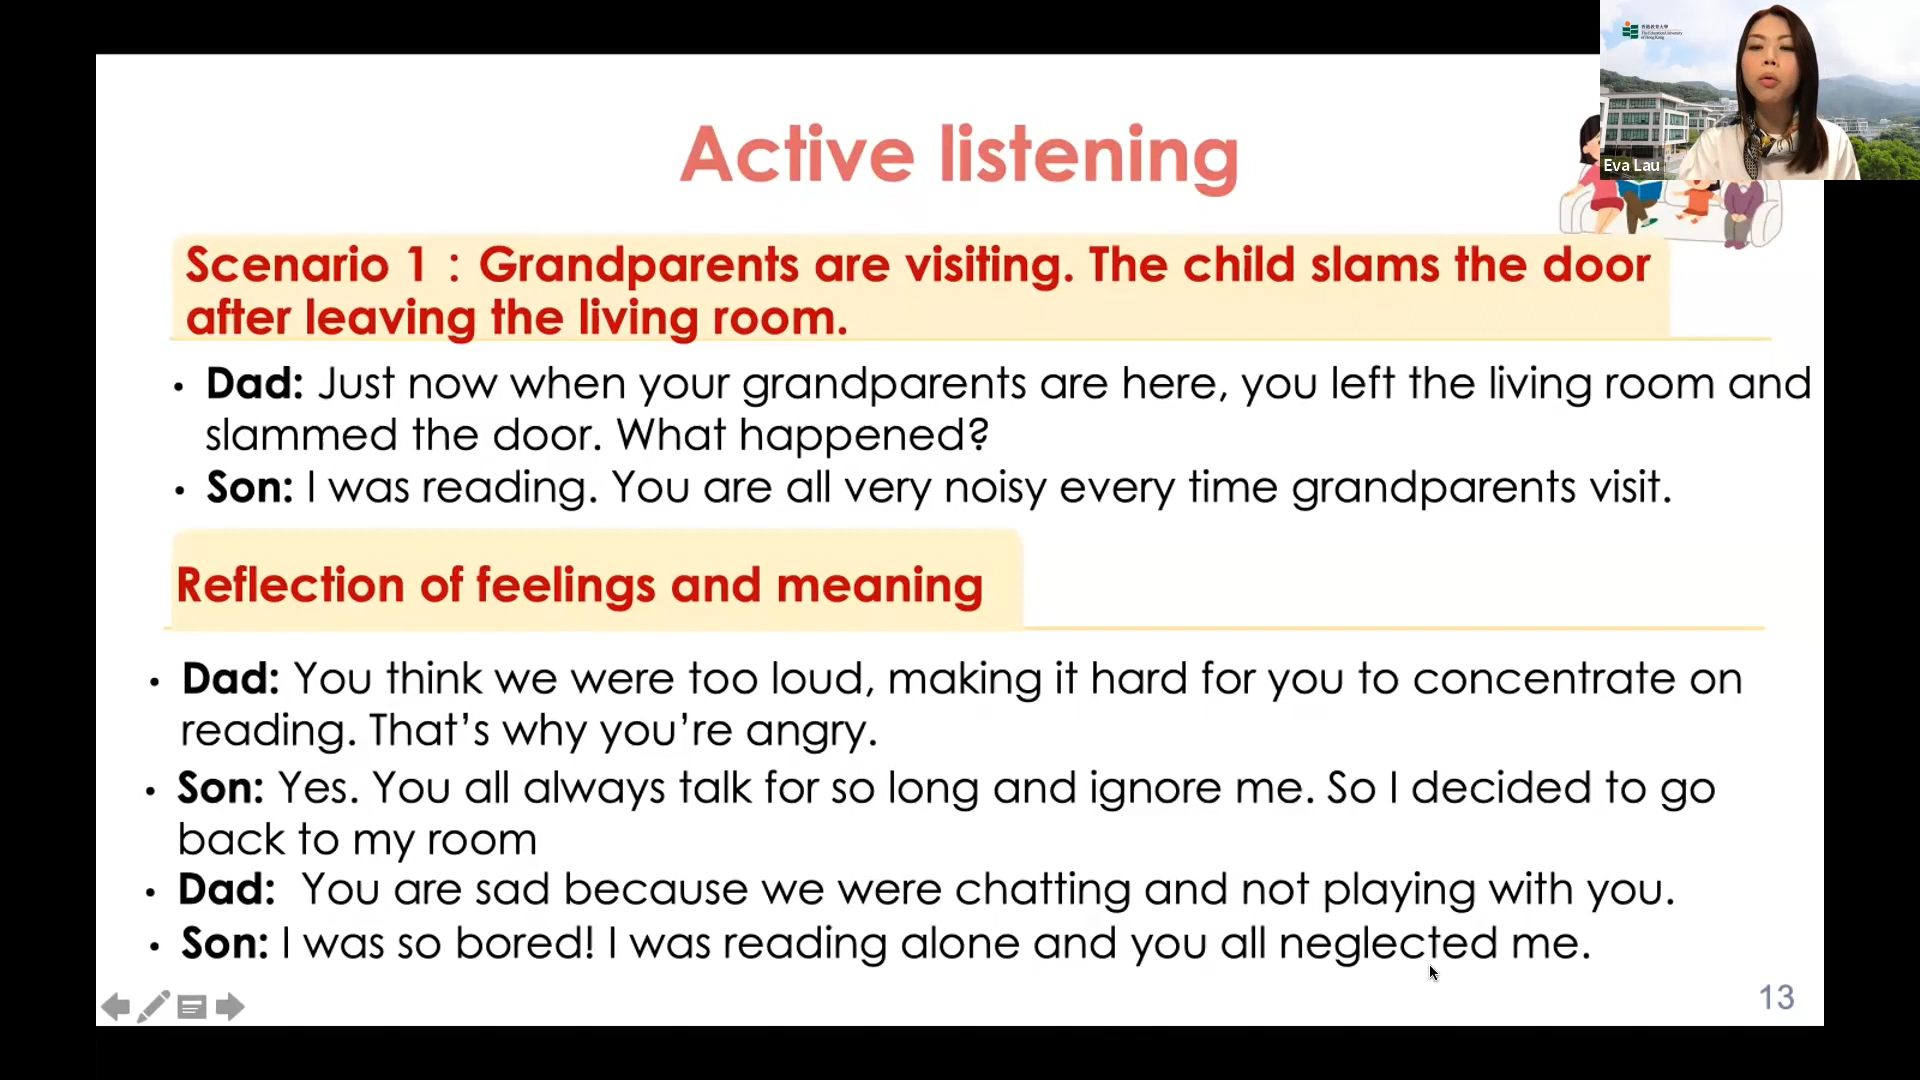 Active listening
Eva Lau
Scenario 1 : Grandparents are visiting. The child slams the door
after leaving the living room.
• Dad: Just now when your grandparents are here, you left the living room and
slammed the door. What happened?
• Son: I was reading. You are all very noisy every time grandparents visit.
Reflection of feelings and meaning
• Dad: You think we were too loud, making it hard for you to concentrate on
reading. That’s why you’re angry.
• Son: Yes. You all always talk for so long and ignore me. So I decided to go
back to my room
• Dad: You are sad because we were chatting and not playing with you.
• Son: I was so bored! I was reading alone and you all neglected me.
13